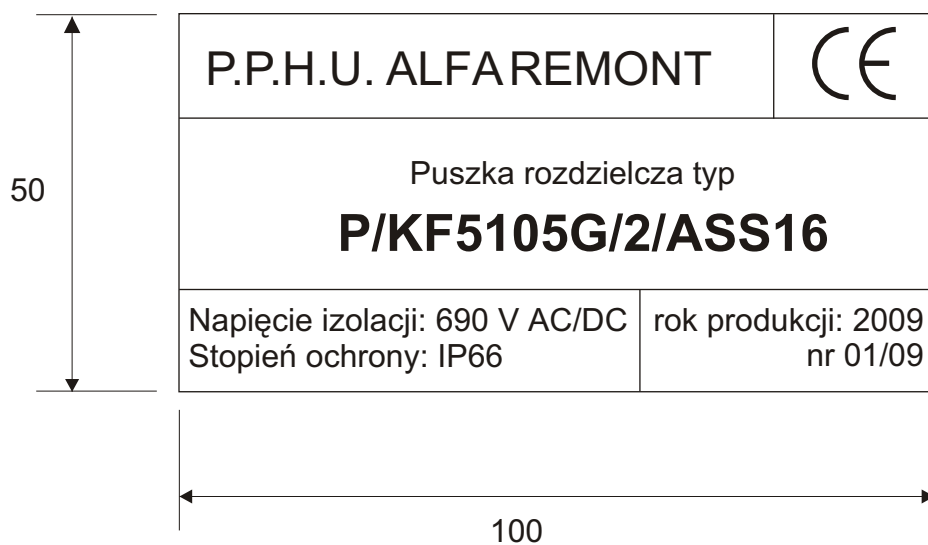 P.P.H.U. ALFAREMONT
CE
50
Puszka rozdzielcza typ
P/KF5105G/2/ASS16
Napięcie izolacji: 690 V AC/DC
Stopień ochrony: IP66
rok produkcji: 2009
nr 01/09
100